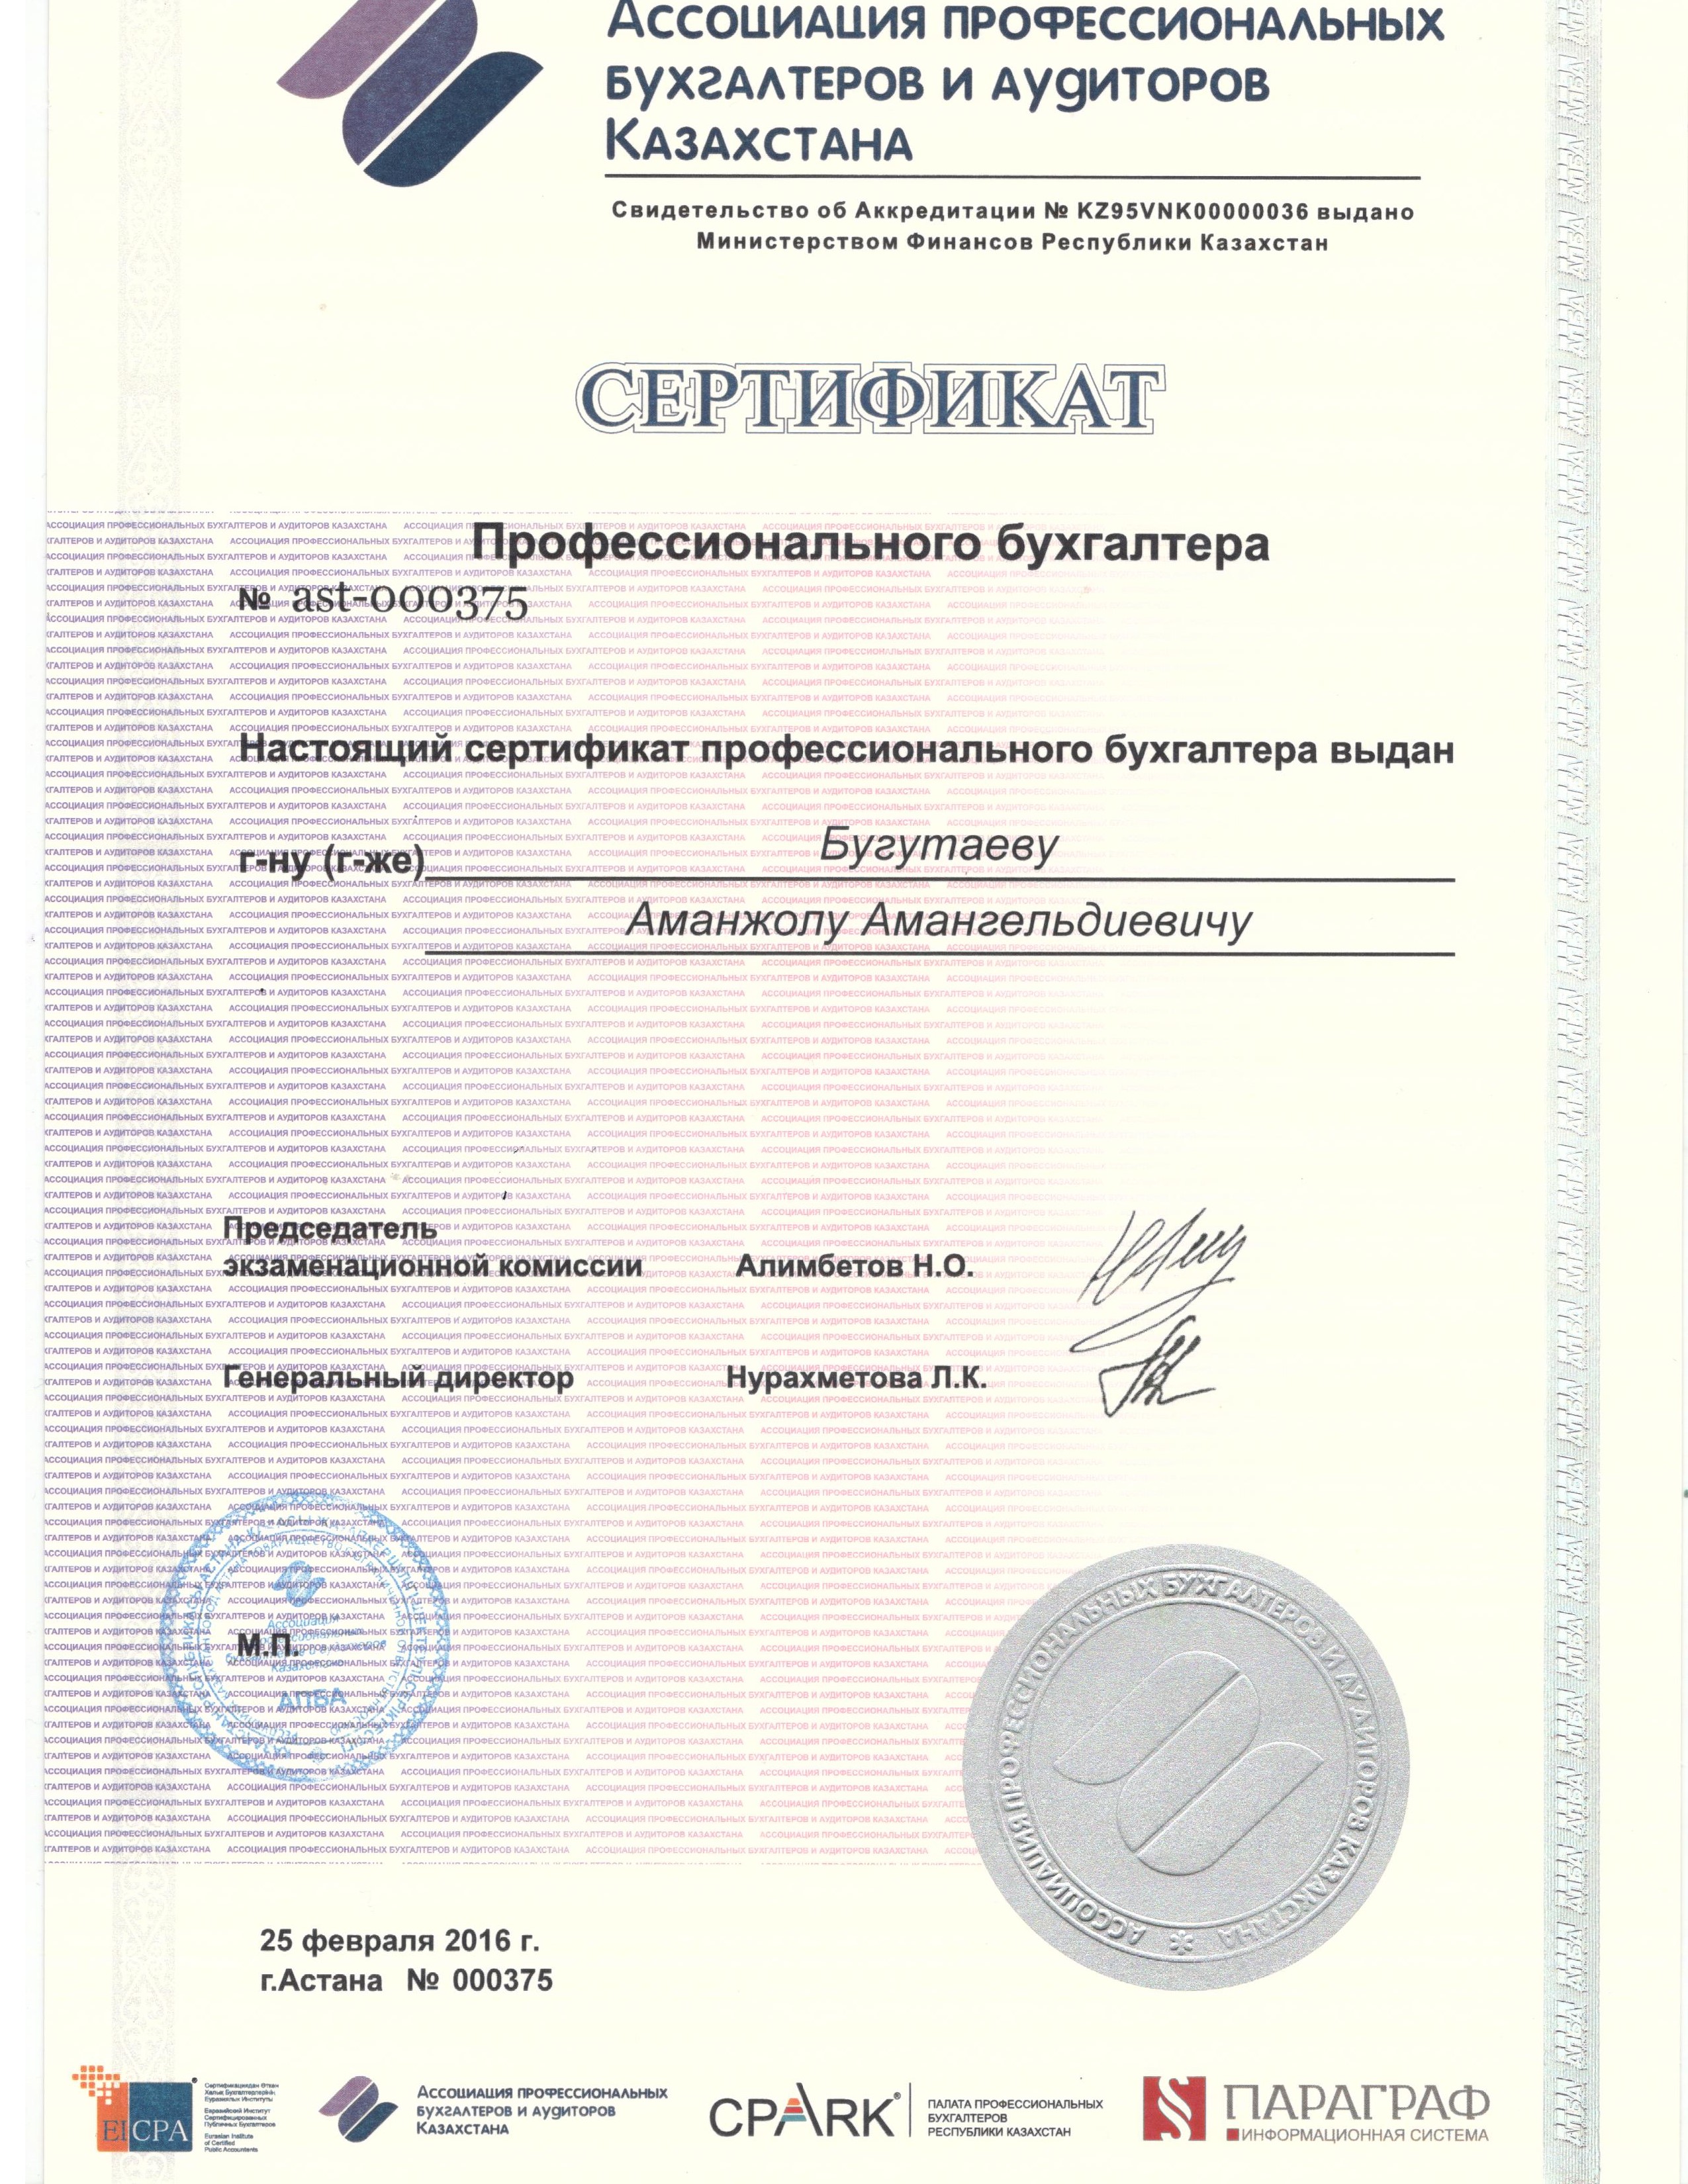 АССОЦИАЦИЯ ПРОФЕССИОНАЛЬНЫХ
БУХГАЛТЕРОВ И АУДИТОРОВ
КАЗАХСТАНА
Свидетельство об Аккредитации № KZ95VNK00000036 выдано
Министерством Финансов Республики Казахстан
СЕРТИФИКАТ
Профессионального бухгалтера
№ ast-000375
Настоящий сертификат профессионального бухгалтера выдан
г-ну (г-же) Бугутаеву
Аманжолу Амангельдиевичу
Председатель
экзаменационной комиссии Алимбетов Н.О.
Генеральный директор Нурахметова Л.К.
М.П.
Ассоциация
Казахстана
АПБА
АССОЦИАЦИЯ ПРОФЕССИОНАЛЬНЫХ БУХГАЛТЕРОВ И АУДИТОРОВ КАЗАХСТАНА
25 февраля 2016 г.
г.Астана № 000375
EICPA
Сертификацияланған
Халық Бухгалтерлерінің
Еуразиялық Институты
Евразийский Институт
Сертифицированных
Публичных Бухгалтеров
Eurasian Institute
of Certified
Public Accountants
АССОЦИАЦИЯ ПРОФЕССИОНАЛЬНЫХ
БУХГАЛТЕРОВ И АУДИТОРОВ
КАЗАХСТАНА
CPARK®
ПАЛАТА ПРОФЕССИОНАЛЬНЫХ
БУХГАЛТЕРОВ
РЕСПУБЛИКИ КАЗАХСТАН
ПАРАГРАФ
ИНФОРМАЦИОННАЯ СИСТЕМА